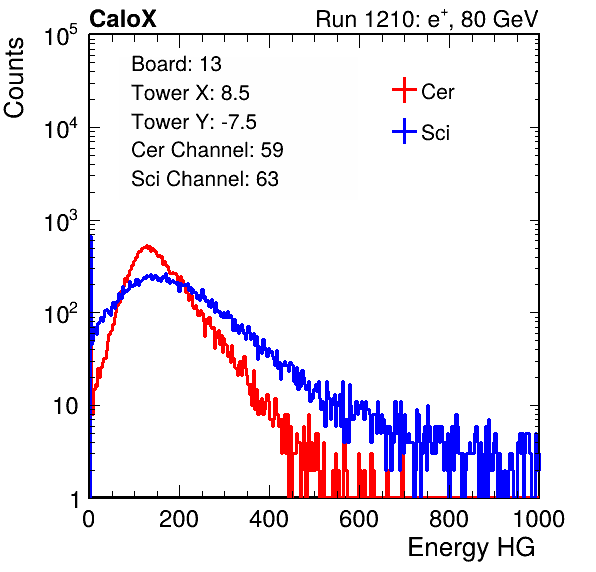 CaloX Run 1210: e⁺, 80 GeV
Counts
10⁵
10⁴
10³
10²
10
1
Board: 13
Tower X: 8.5
Tower Y: -7.5
Cer Channel: 59
Sci Channel: 63
Cer
Sci
0 200 400 600 800 1000
Energy HG